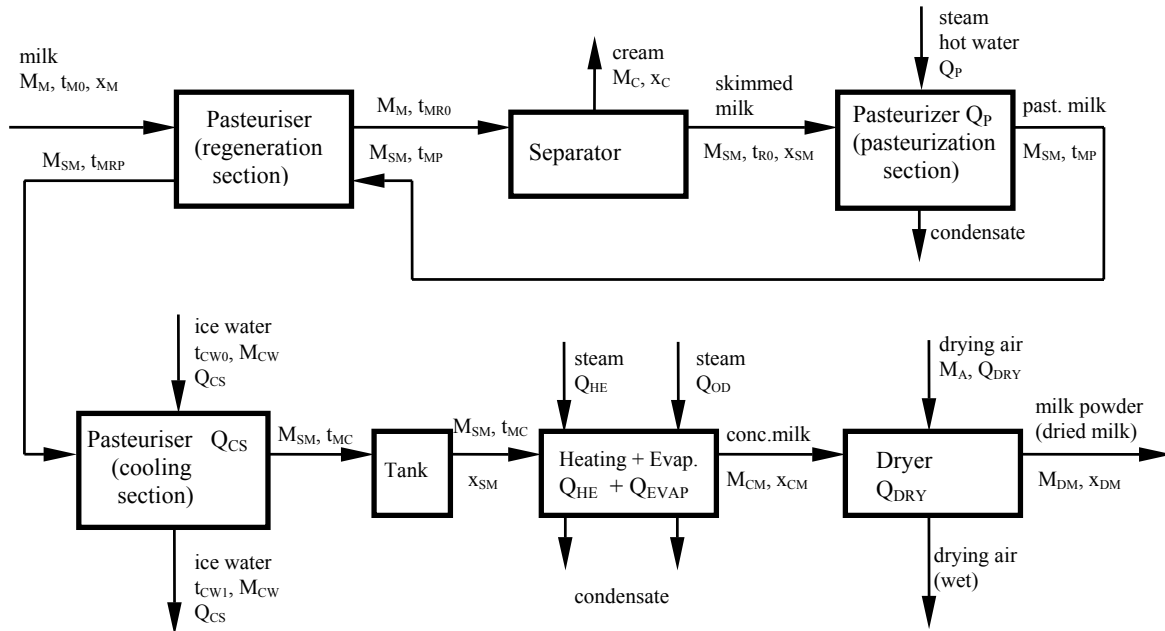 milk
M_M, t_M0, x_M
Pasteuriser
(regeneration
section)
M_M, t_MR0
M_SM, t_MP
M_SM, t_MRP
cream
M_C, x_C
Separator
skimmed
milk
M_SM, t_R0, x_SM
steam
hot water
Q_P
Pasteurizer Q_P
(pasteurization
section)
past. milk
M_SM, t_MP
condensate
ice water
t_CW0, M_CW
Q_CS
Pasteuriser Q_CS
(cooling
section)
M_SM, t_MC
ice water
t_CW1, M_CW
Q_CS
Tank
M_SM, t_MC
x_SM
steam
Q_HE
steam
Q_OD
Heating + Evap.
Q_HE + Q_EVAP
condensate
conc.milk
M_CM, x_CM
drying air
M_A, Q_DRY
Dryer
Q_DRY
milk powder
(dried milk)
M_DM, x_DM
drying air
(wet)